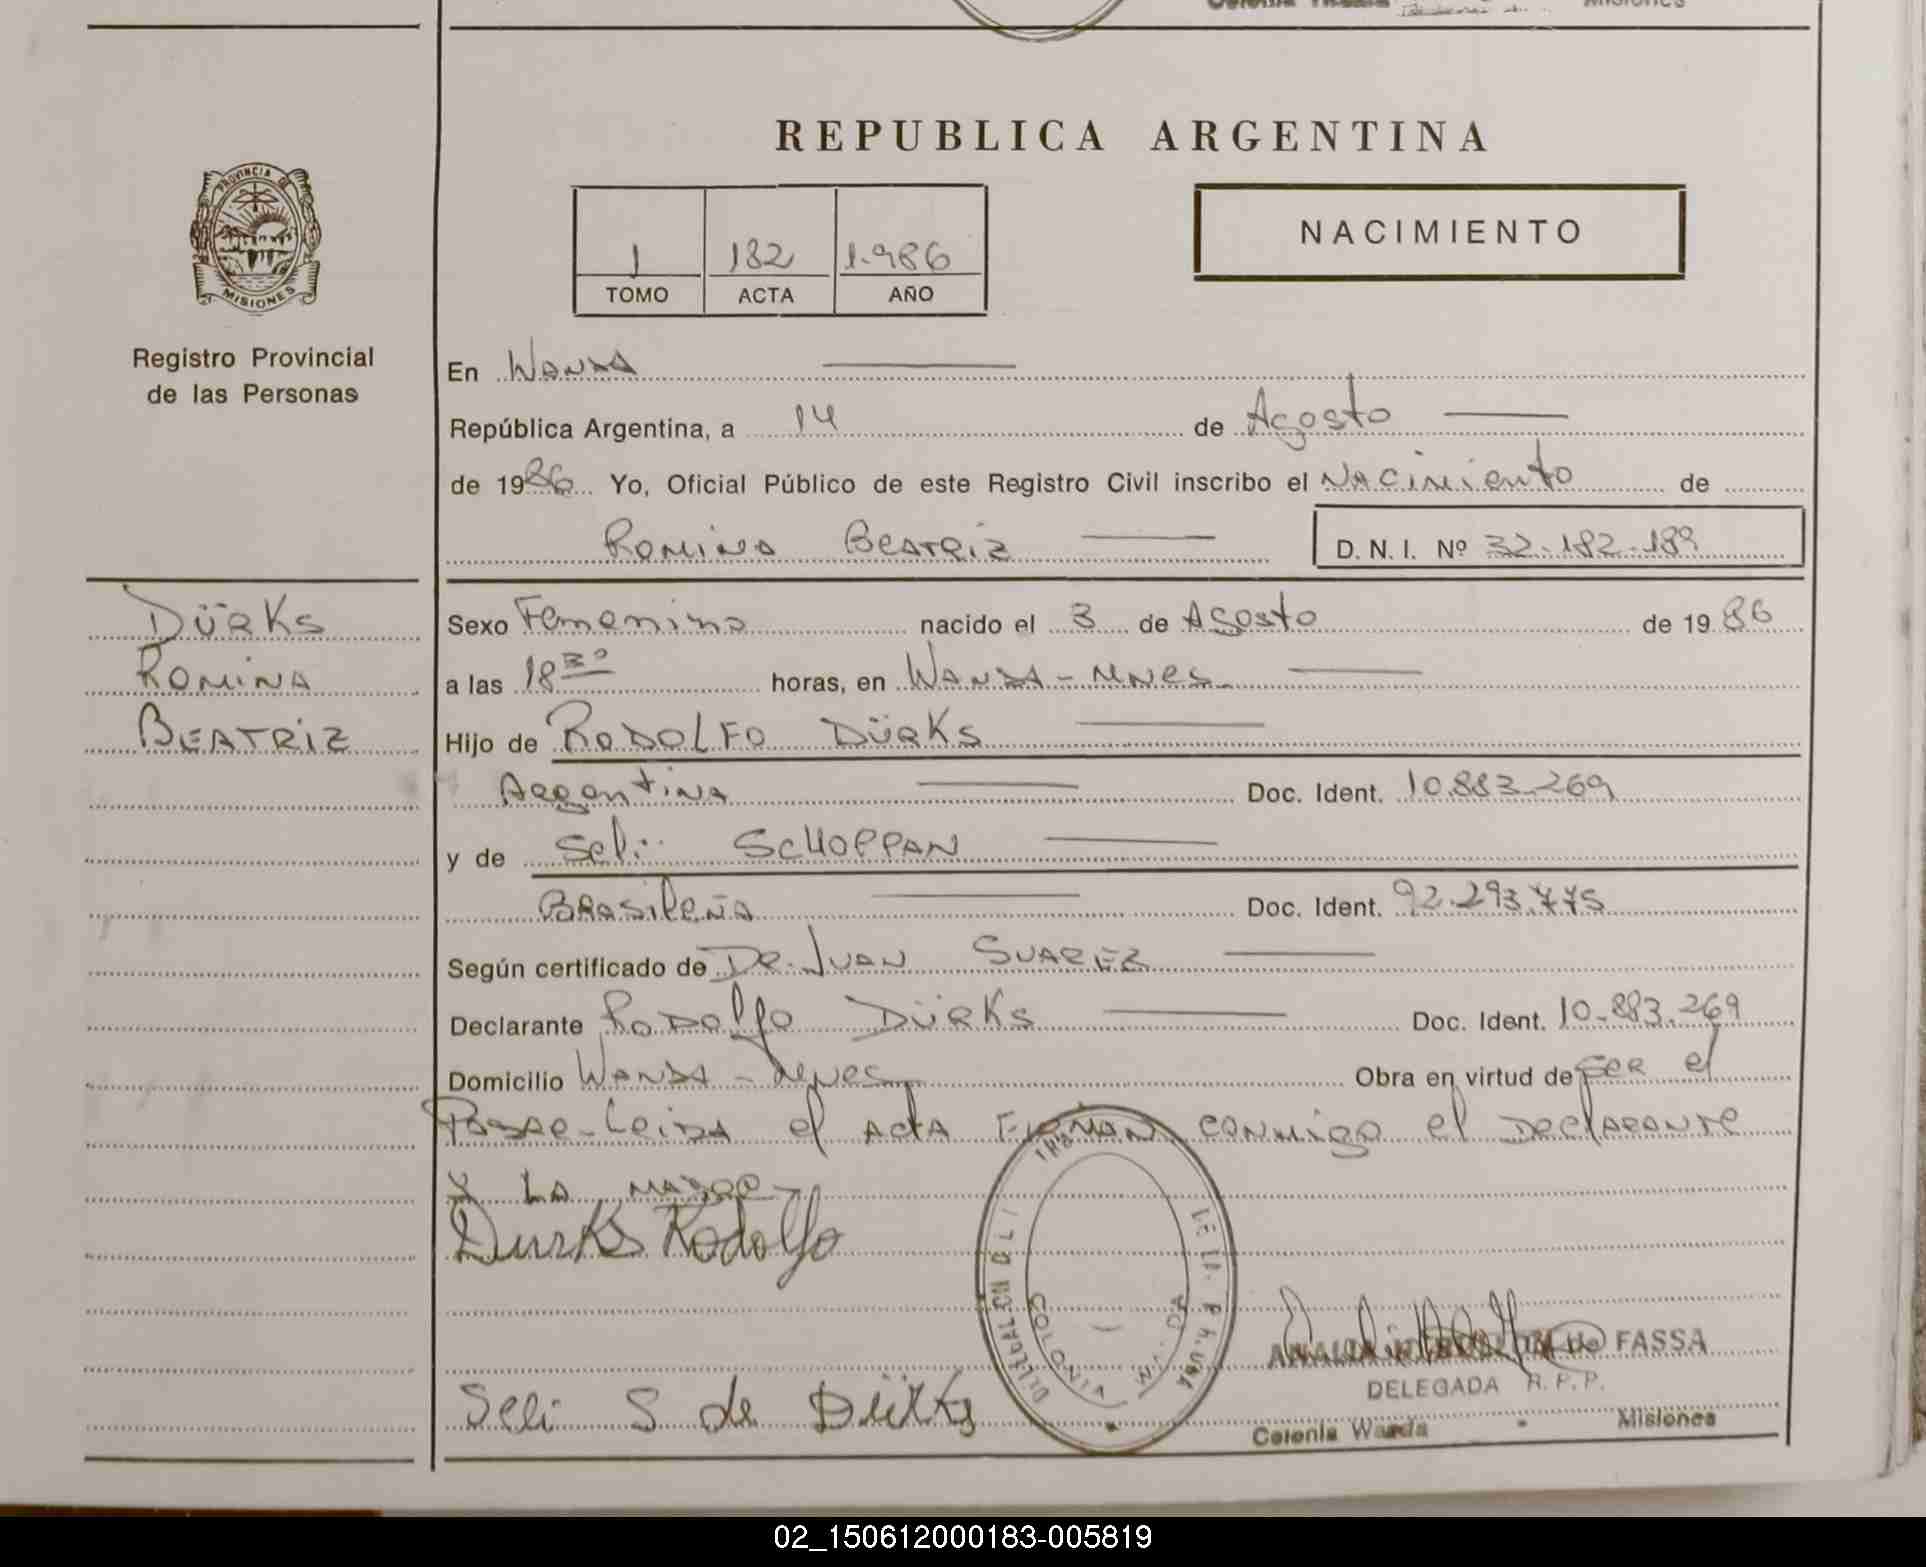 Misiones
REPUBLICA ARGENTINA
PROVINCIA DE
MISIONES
Registro Provincial
de las Personas
1 182 1.986
TOMO ACTA AÑO
NACIMIENTO
En Wanda
República Argentina, a 14 de Agosto
de 1986 Yo, Oficial Público de este Registro Civil inscribo el Nacimiento de
Romina Beatriz D. N. I. Nº 32.182.189
Dürks
Romina
Beatriz
Sexo Femenino nacido el 3 de Agosto de 1986
a las 18 30 horas, en Wanda - Mnes.
Hijo de Rodolfo Dürks
Argentina Doc. Ident. 10.883.269
y de Seli SCHOPPAN
Brasileña Doc. Ident. 92.293.775
Según certificado de Dr. Juan Suarez
Declarante Rodolfo Dürks Doc. Ident. 10.883.269
Domicilio Wanda - Mnes Obra en virtud de ser el
Padre - Leida el acta Firman conmigo el Declarante
y La madre -
Durks Rodolfo
FASSA
DELEGADA R.P.P.
Seli S de Dürks
Colonia Wanda - Misiones
02_150612000183-005819